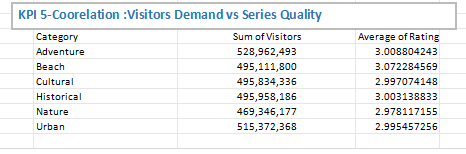 KPI 5-Coorelation :Visitors Demand vs Series Quality
Category Sum of Visitors Average of Rating
Adventure 528,962,493 3.008804243
Beach 495,111,800 3.072284569
Cultural 495,834,336 2.997074148
Historical 495,958,186 3.003138833
Nature 469,346,177 2.978117155
Urban 515,372,368 2.995457256